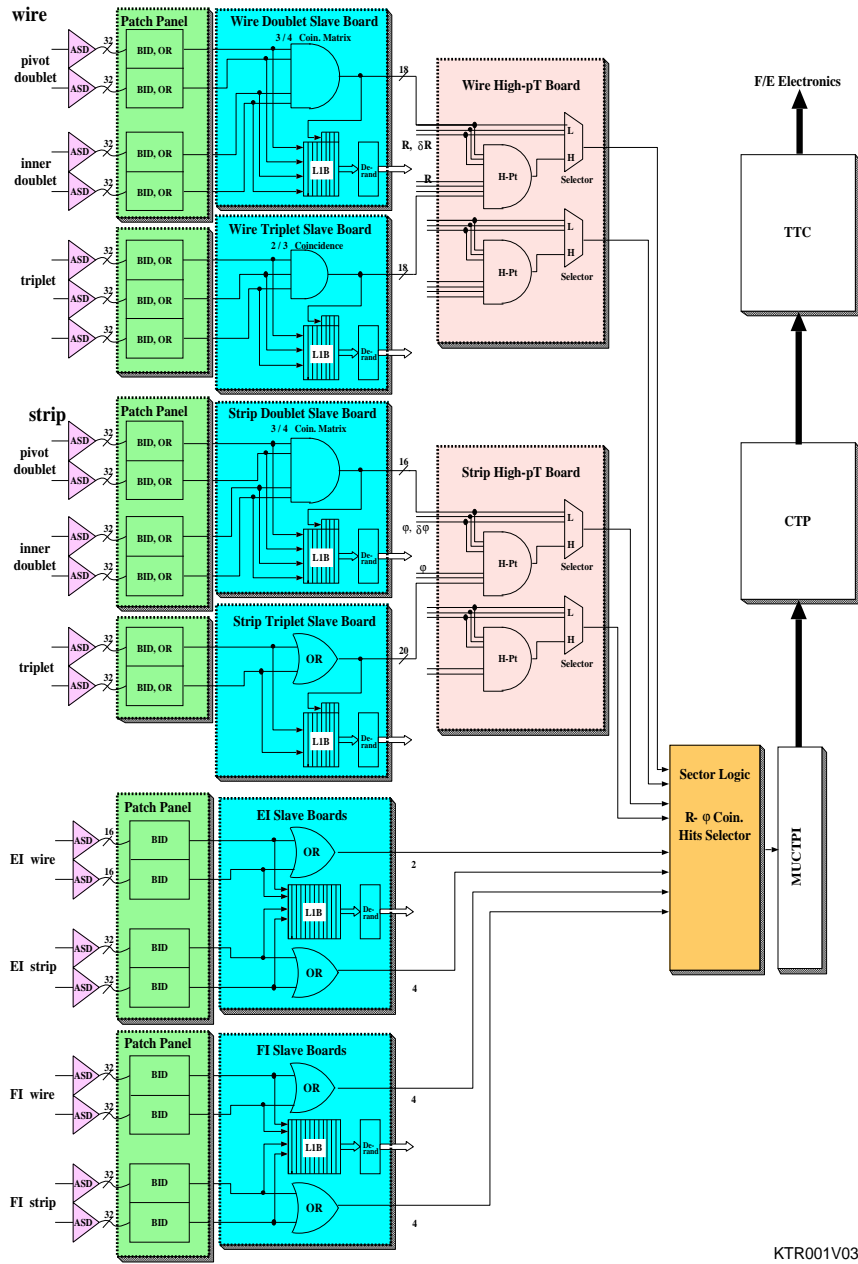 wire
Patch Panel
Wire Doublet Slave Board
3 / 4 Coin. Matrix
ASD
32
BID, OR
pivot
doublet
ASD
32
BID, OR
18
ASD
32
BID, OR
inner
doublet
ASD
32
BID, OR
L1B
De-
rand
Wire High-pT Board
R, δR
R
H-Pt
L
H
Selector
H-Pt
L
H
Selector
F/E Electronics
TTC
Wire Triplet Slave Board
2 / 3 Coincidence
ASD
32
BID, OR
triplet
ASD
32
BID, OR
18
ASD
32
BID, OR
L1B
De-
rand
strip
Patch Panel
Strip Doublet Slave Board
3 / 4 Coin. Matrix
ASD
32
BID, OR
pivot
doublet
ASD
32
BID, OR
16
ASD
32
BID, OR
inner
doublet
ASD
32
BID, OR
L1B
De-
rand
Strip High-pT Board
φ, δφ
φ
H-Pt
L
H
Selector
H-Pt
L
H
Selector
CTP
Strip Triplet Slave Board
ASD
32
BID, OR
triplet
ASD
32
BID, OR
OR
20
L1B
De-
rand
Sector Logic
R- φ Coin.
Hits Selector
MUCTPI
Patch Panel
EI Slave Boards
ASD
16
BID
EI wire
ASD
16
BID
OR
2
L1B
De-
rand
ASD
32
BID
EI strip
ASD
32
BID
OR
4
Patch Panel
FI Slave Boards
ASD
32
BID
FI wire
ASD
32
BID
OR
4
L1B
De-
rand
ASD
32
BID
FI strip
ASD
32
BID
OR
4
KTR001V03